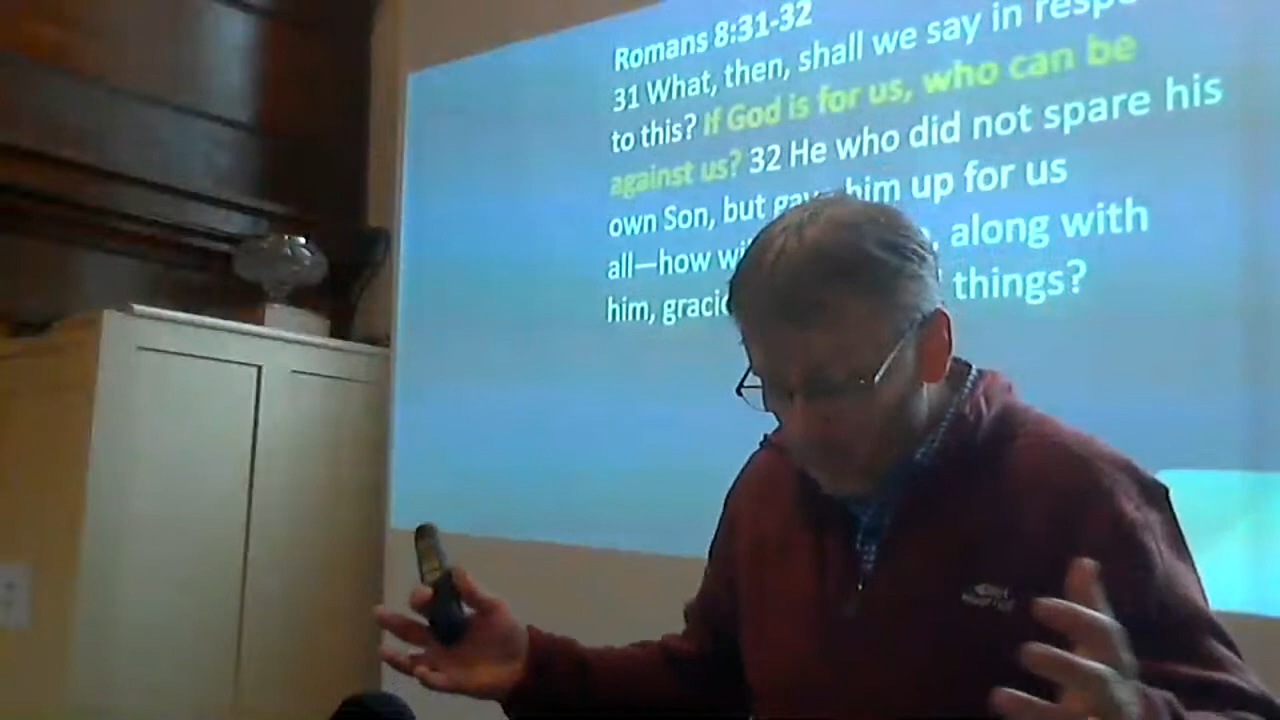 Romans 8:31-32
31 What, then, shall we say in
to this? If God is for us, who can be
against us? 32 He who did not spare his
own Son, but him up for us
all—how along with
him, things?